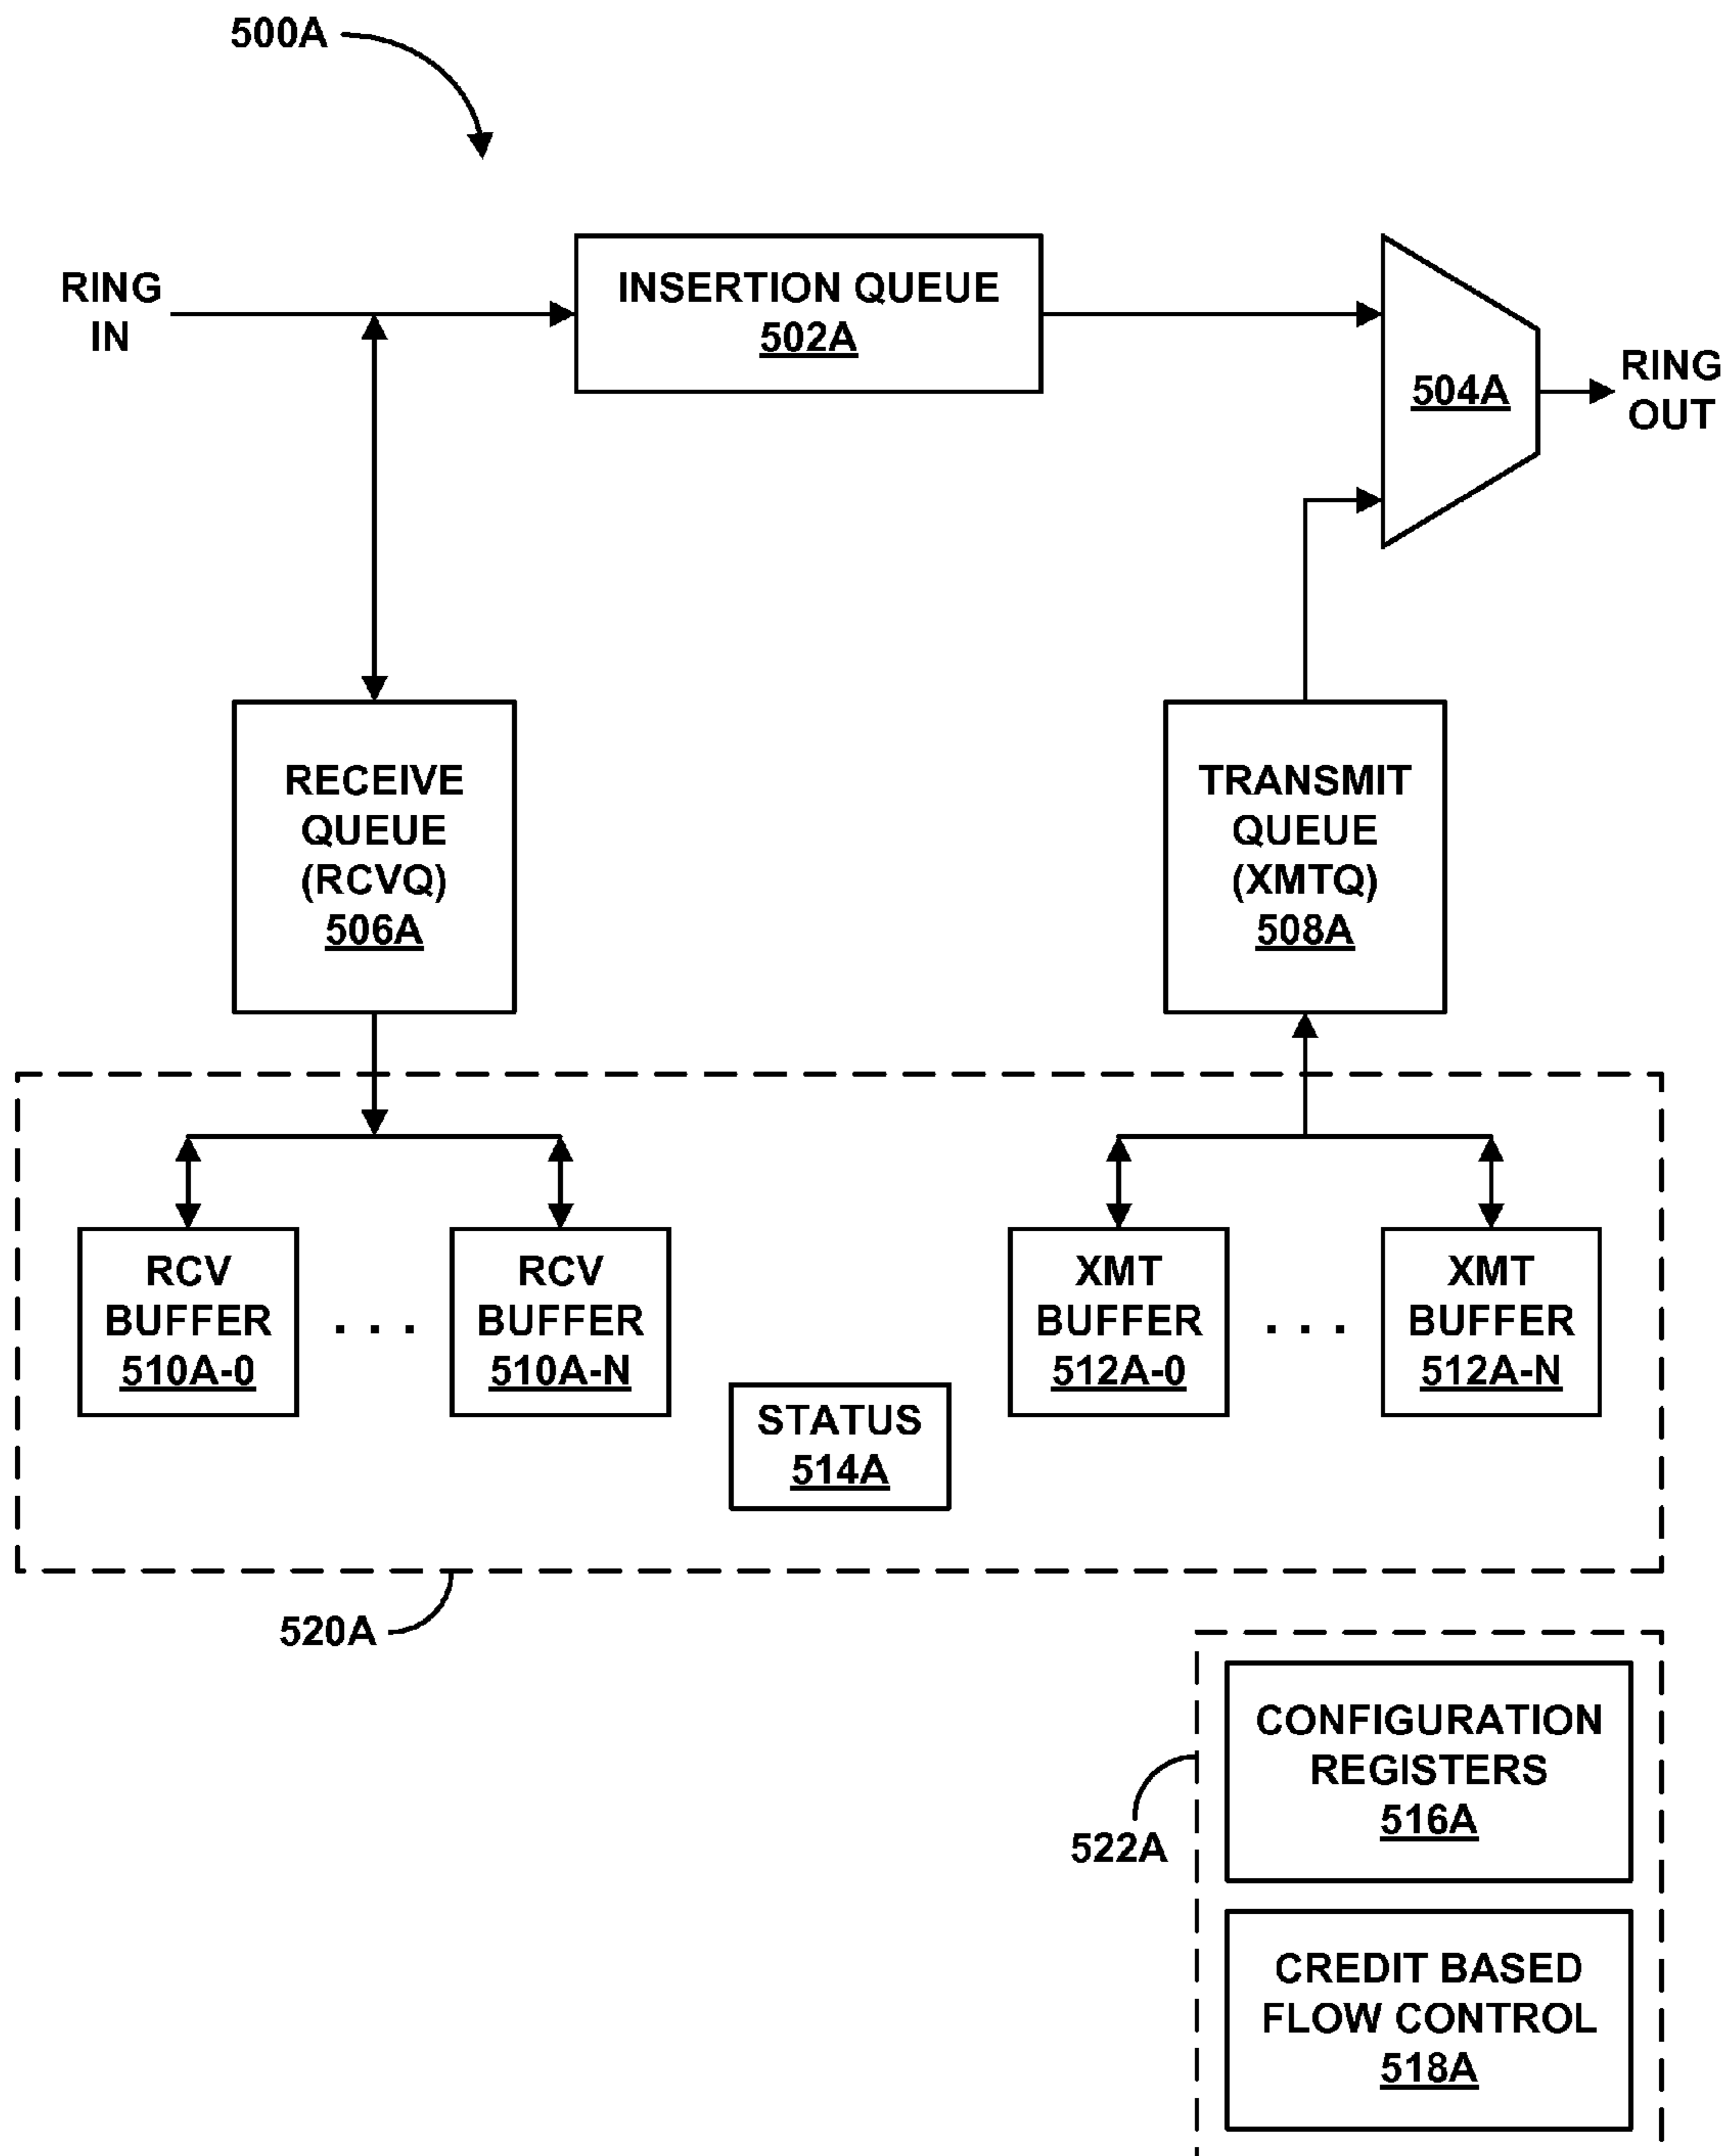 500A
RING
IN
INSERTION QUEUE
502A
504A
RING
OUT
RECEIVE
QUEUE
(RCVQ)
506A
TRANSMIT
QUEUE
(XMTQ)
508A
RCV
BUFFER
510A-0
. . .
RCV
BUFFER
510A-N
STATUS
514A
XMT
BUFFER
512A-0
. . .
XMT
BUFFER
512A-N
520A
522A
CONFIGURATION
REGISTERS
516A
CREDIT BASED
FLOW CONTROL
518A